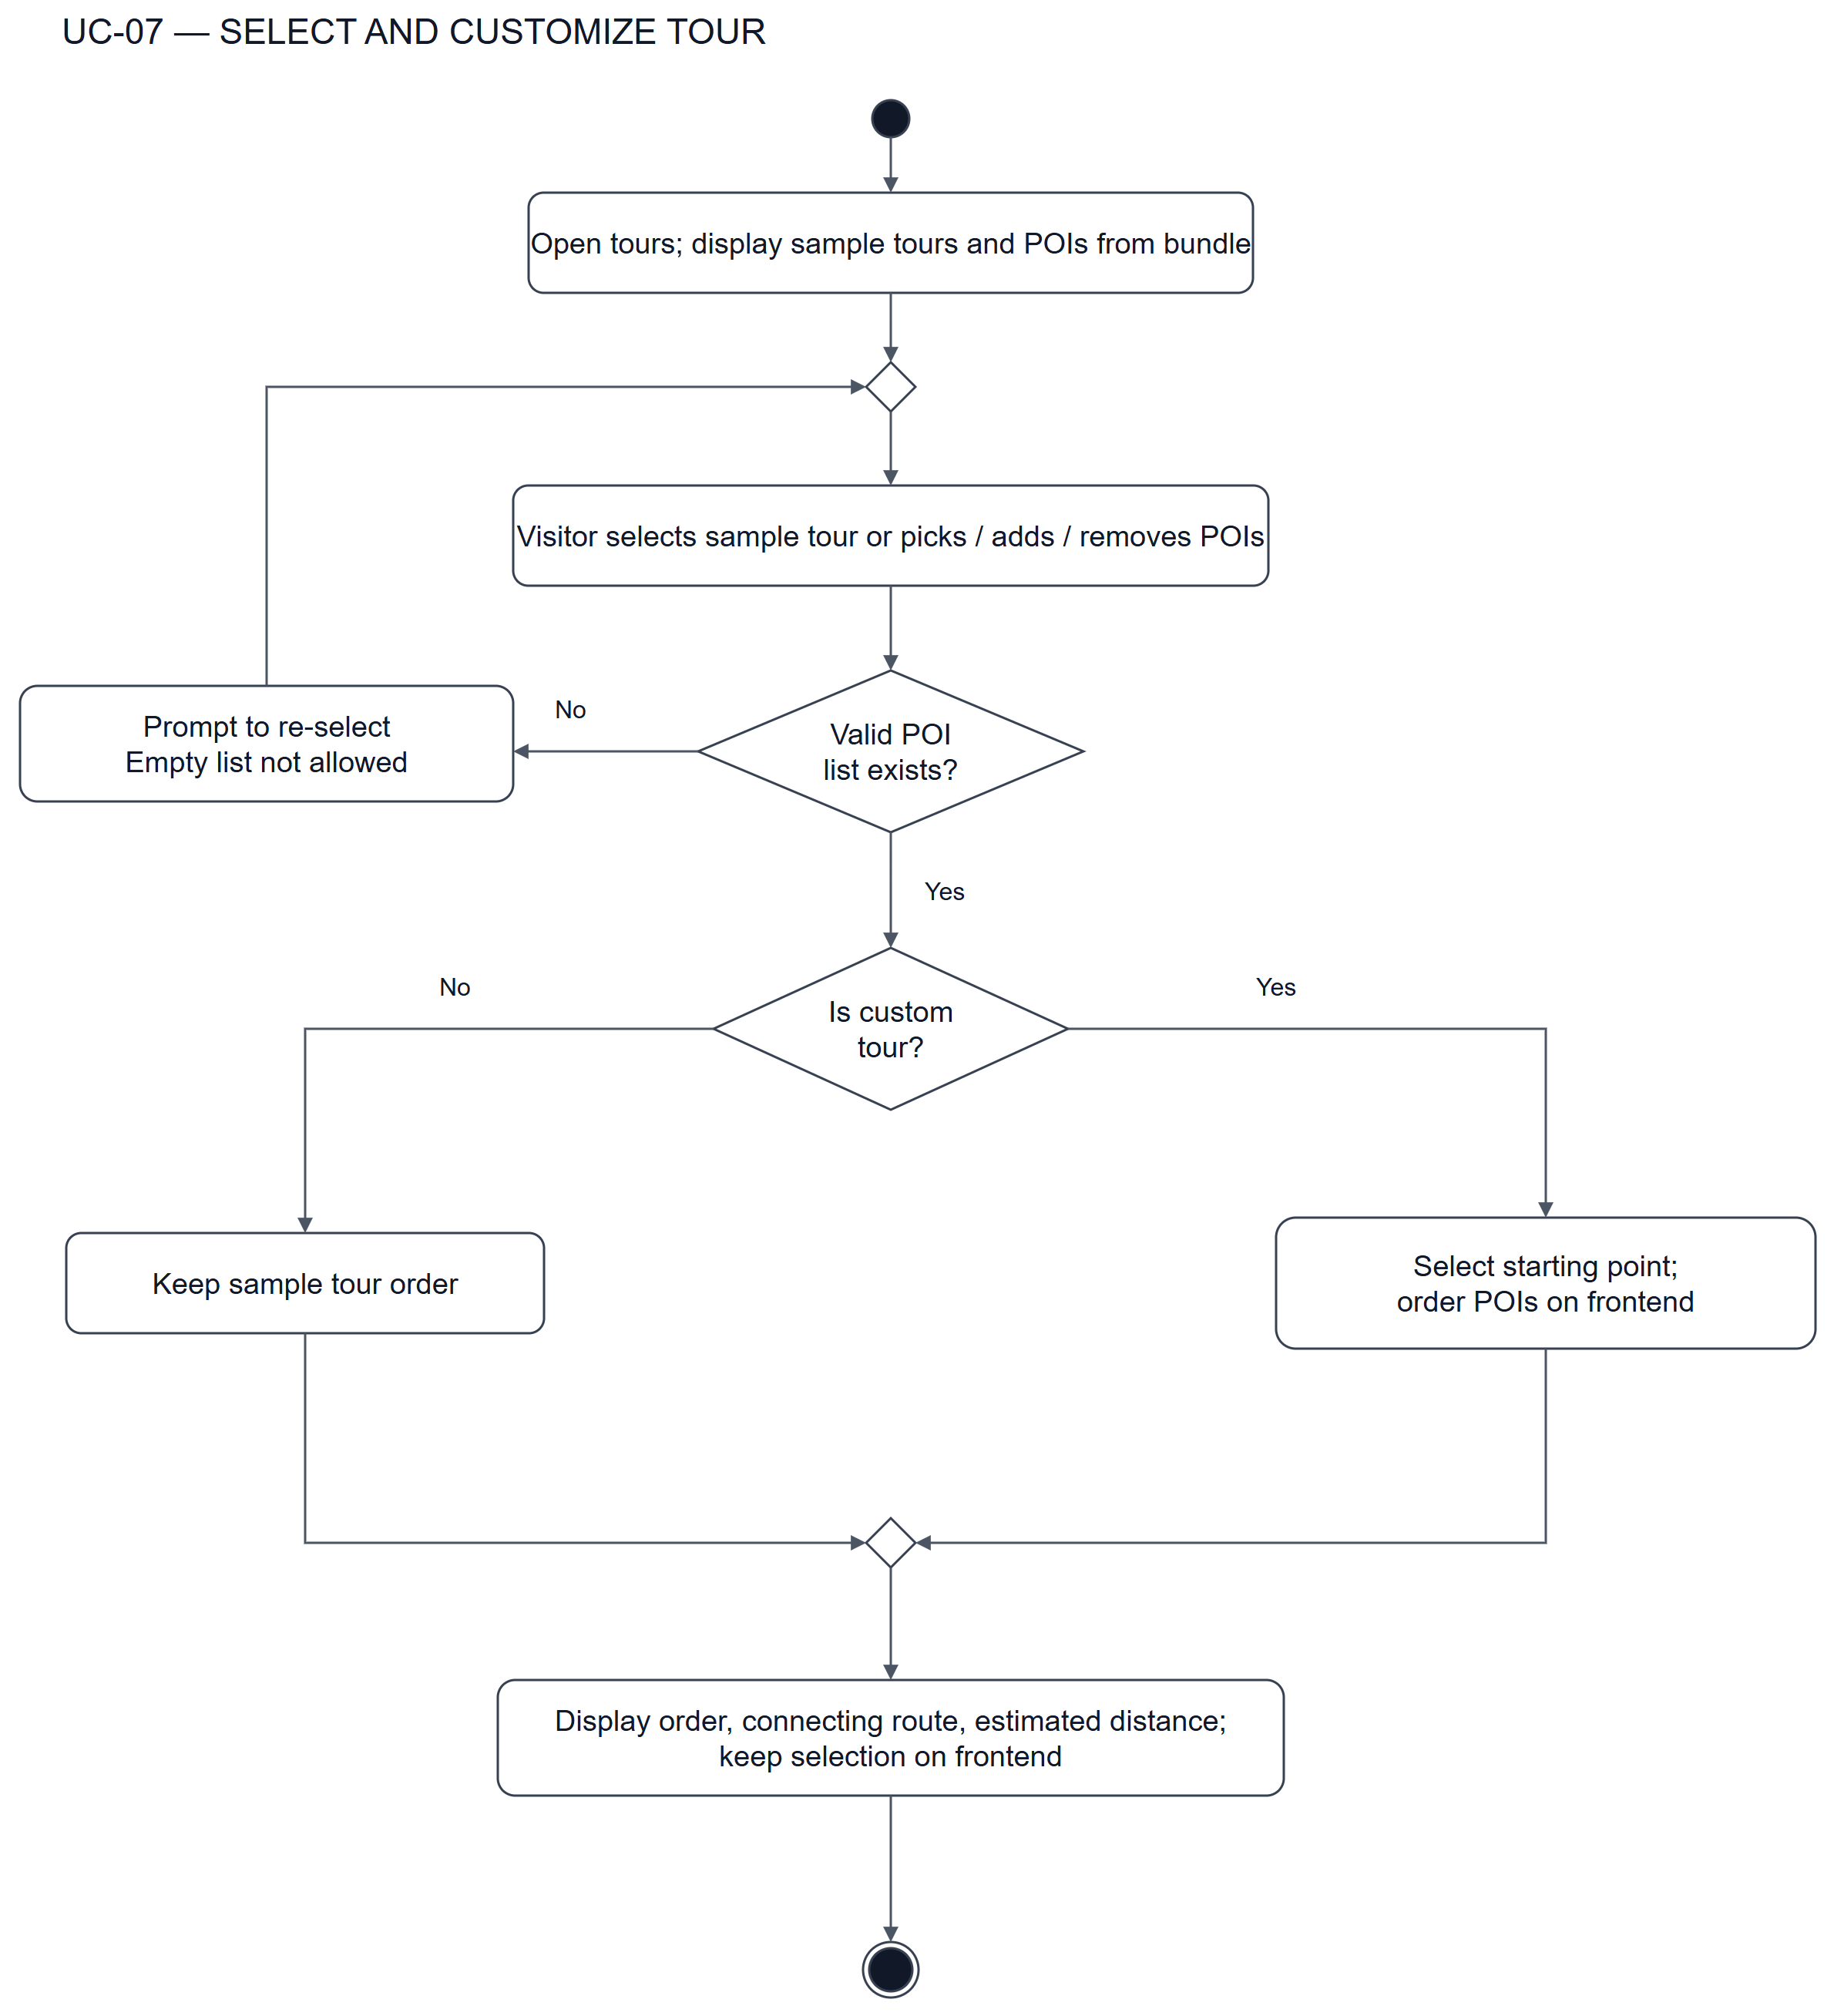 UC-07 — SELECT AND CUSTOMIZE TOUR
Open tours; display sample tours and POIs from bundle
Visitor selects sample tour or picks / adds / removes POIs
Prompt to re-select
Empty list not allowed
No
Valid POI
list exists?
Yes
No
Is custom
tour?
Yes
Keep sample tour order
Select starting point;
order POIs on frontend
Display order, connecting route, estimated distance;
keep selection on frontend